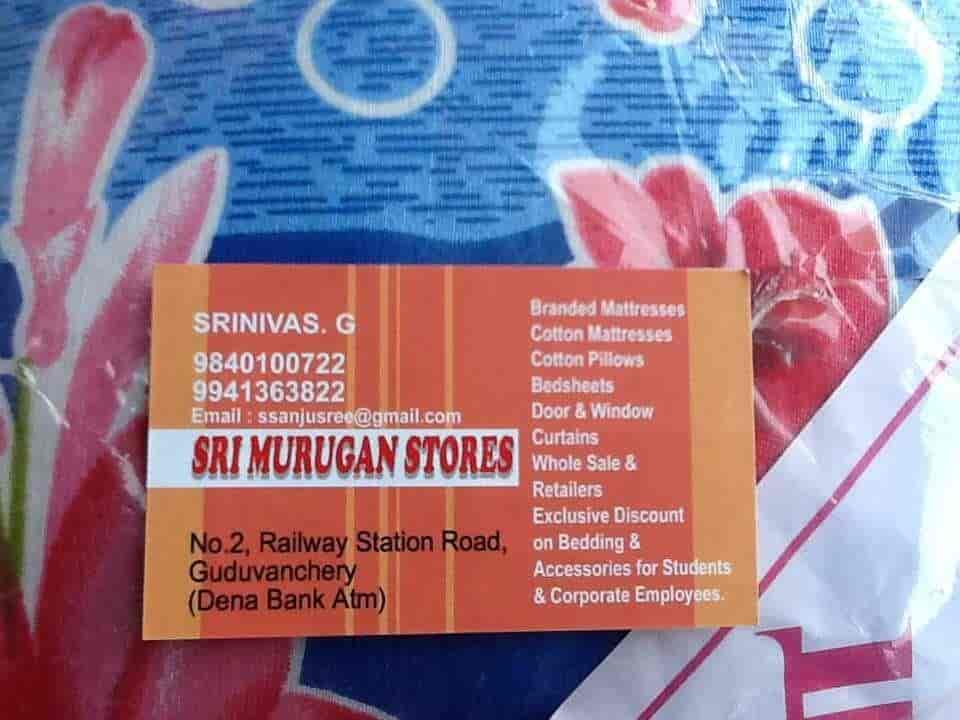 SRINIVAS. G
9840100722
9941363822
Email : ssanjusree@gmail.com
SRI MURUGAN STORES
No.2, Railway Station Road,
Guduvanchery
(Dena Bank Atm)
Branded Mattresses
Cotton Mattresses
Cotton Pillows
Bedsheets
Door & Window
Curtains
Whole Sale &
Retailers
Exclusive Discount
on Bedding &
Accessories for Students
& Corporate Employees.